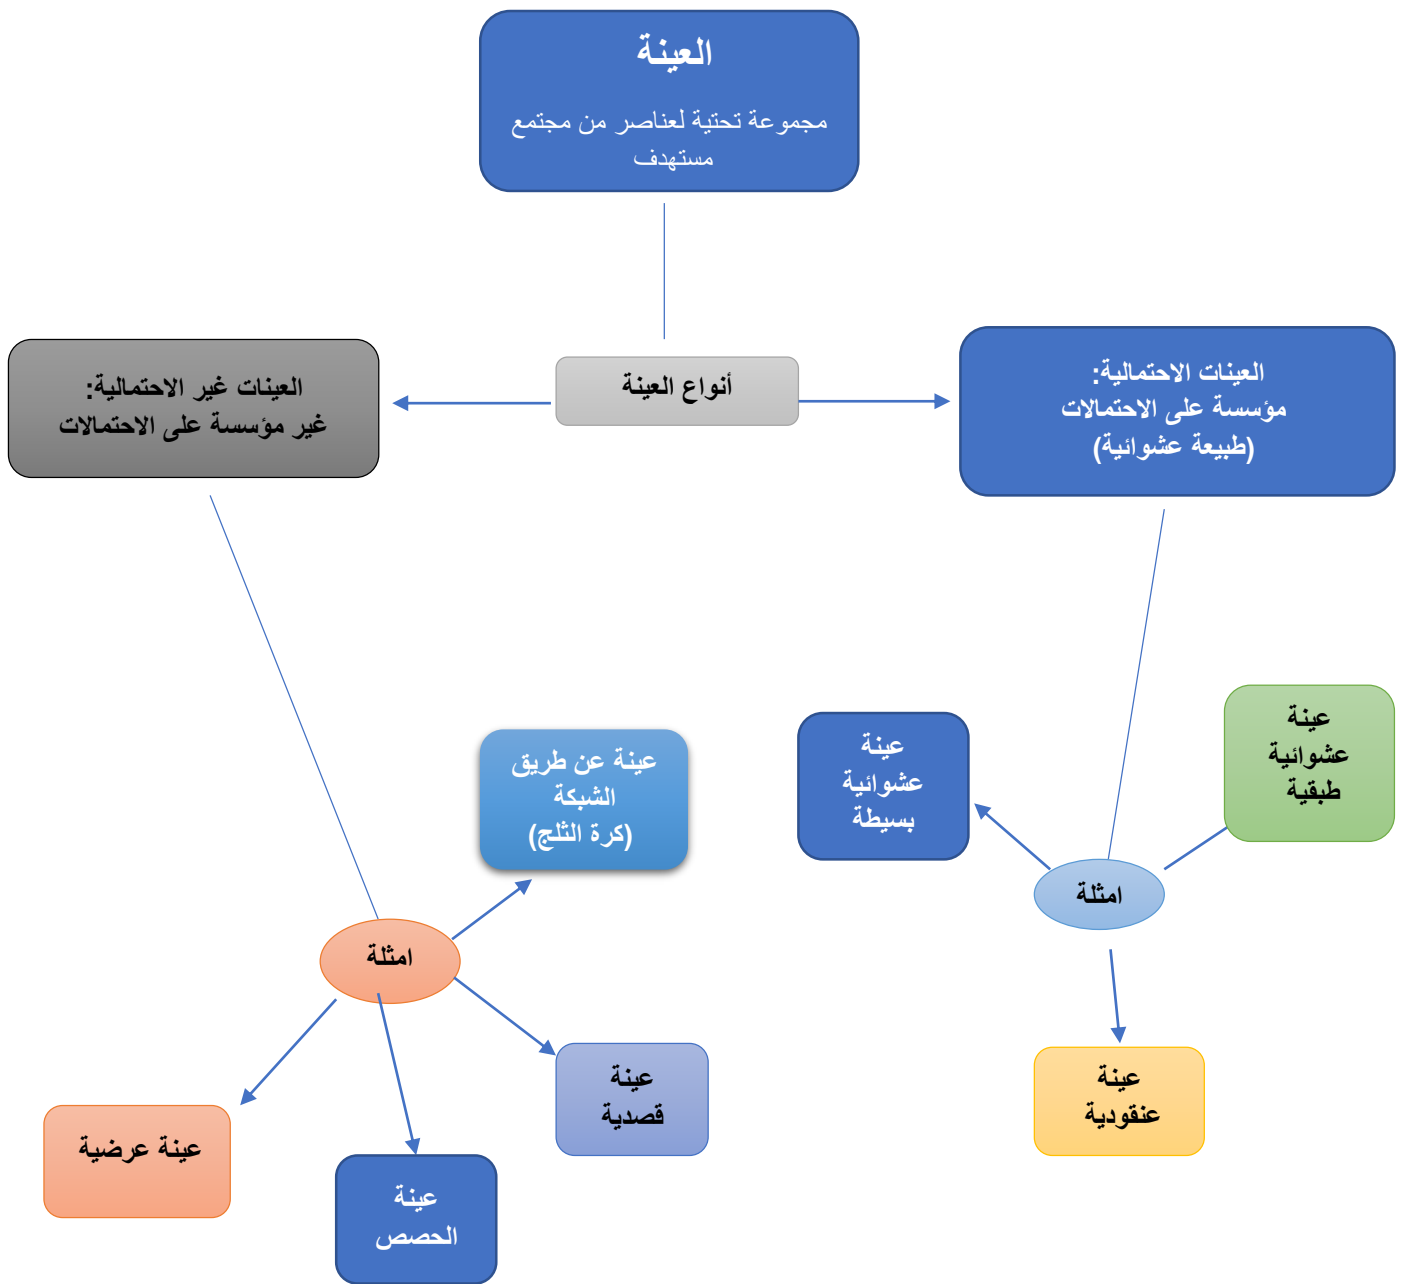 العينة
مجموعة تحتية لعناصر من مجتمع
مستهدف
أنواع العينة
العينات الاحتمالية:
مؤسسة على الاحتمالات
(طبيعة عشوائية)
العينات غير الاحتمالية:
غير مؤسسة على الاحتمالات
عينة
عشوائية
طبقية
عينة
عشوائية
بسيطة
امثلة
عينة
عنقودية
عينة عن طريق
الشبكة
(كرة الثلج)
امثلة
عينة
قصدية
عينة
الحصص
عينة عرضية